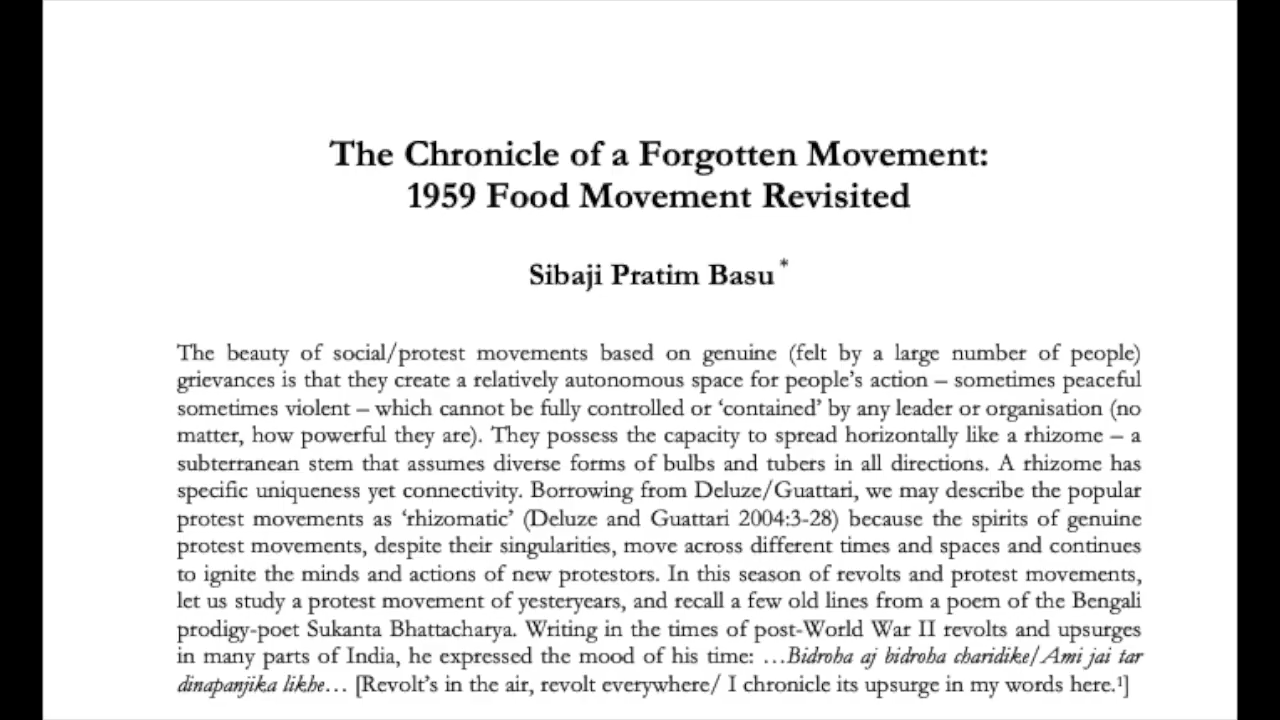 The Chronicle of a Forgotten Movement:
1959 Food Movement Revisited
Sibaji Pratim Basu*
The beauty of social/protest movements based on genuine (felt by a large number of people)
grievances is that they create a relatively autonomous space for people's action – sometimes peaceful
sometimes violent – which cannot be fully controlled or 'contained' by any leader or organisation (no
matter, how powerful they are). They possess the capacity to spread horizontally like a rhizome – a
subterranean stem that assumes diverse forms of bulbs and tubers in all directions. A rhizome has
specific uniqueness yet connectivity. Borrowing from Deluze/Guattari, we may describe the popular
protest movements as 'rhizomatic' (Deluze and Guattari 2004:3-28) because the spirits of genuine
protest movements, despite their singularities, move across different times and spaces and continues
to ignite the minds and actions of new protestors. In this season of revolts and protest movements,
let us study a protest movement of yesteryears, and recall a few old lines from a poem of the Bengali
prodigy-poet Sukanta Bhattacharya. Writing in the times of post-World War II revolts and upsurges
in many parts of India, he expressed the mood of his time: …Bidroha aj bidroha charidike/Ami jai tar
dinapanjika likhe… [Revolt's in the air, revolt everywhere/ I chronicle its upsurge in my words here.¹]